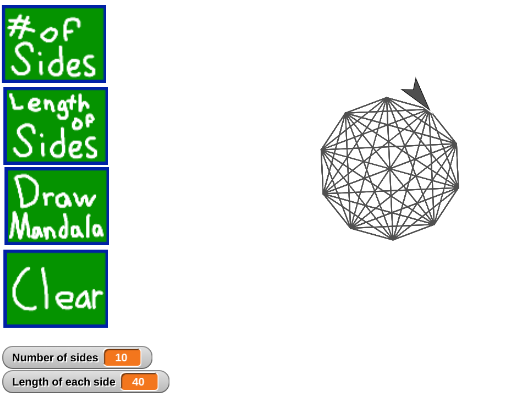 # of
Sides
Length
of
Sides
Draw
Mandala
Clear
Number of sides 10
Length of each side 40